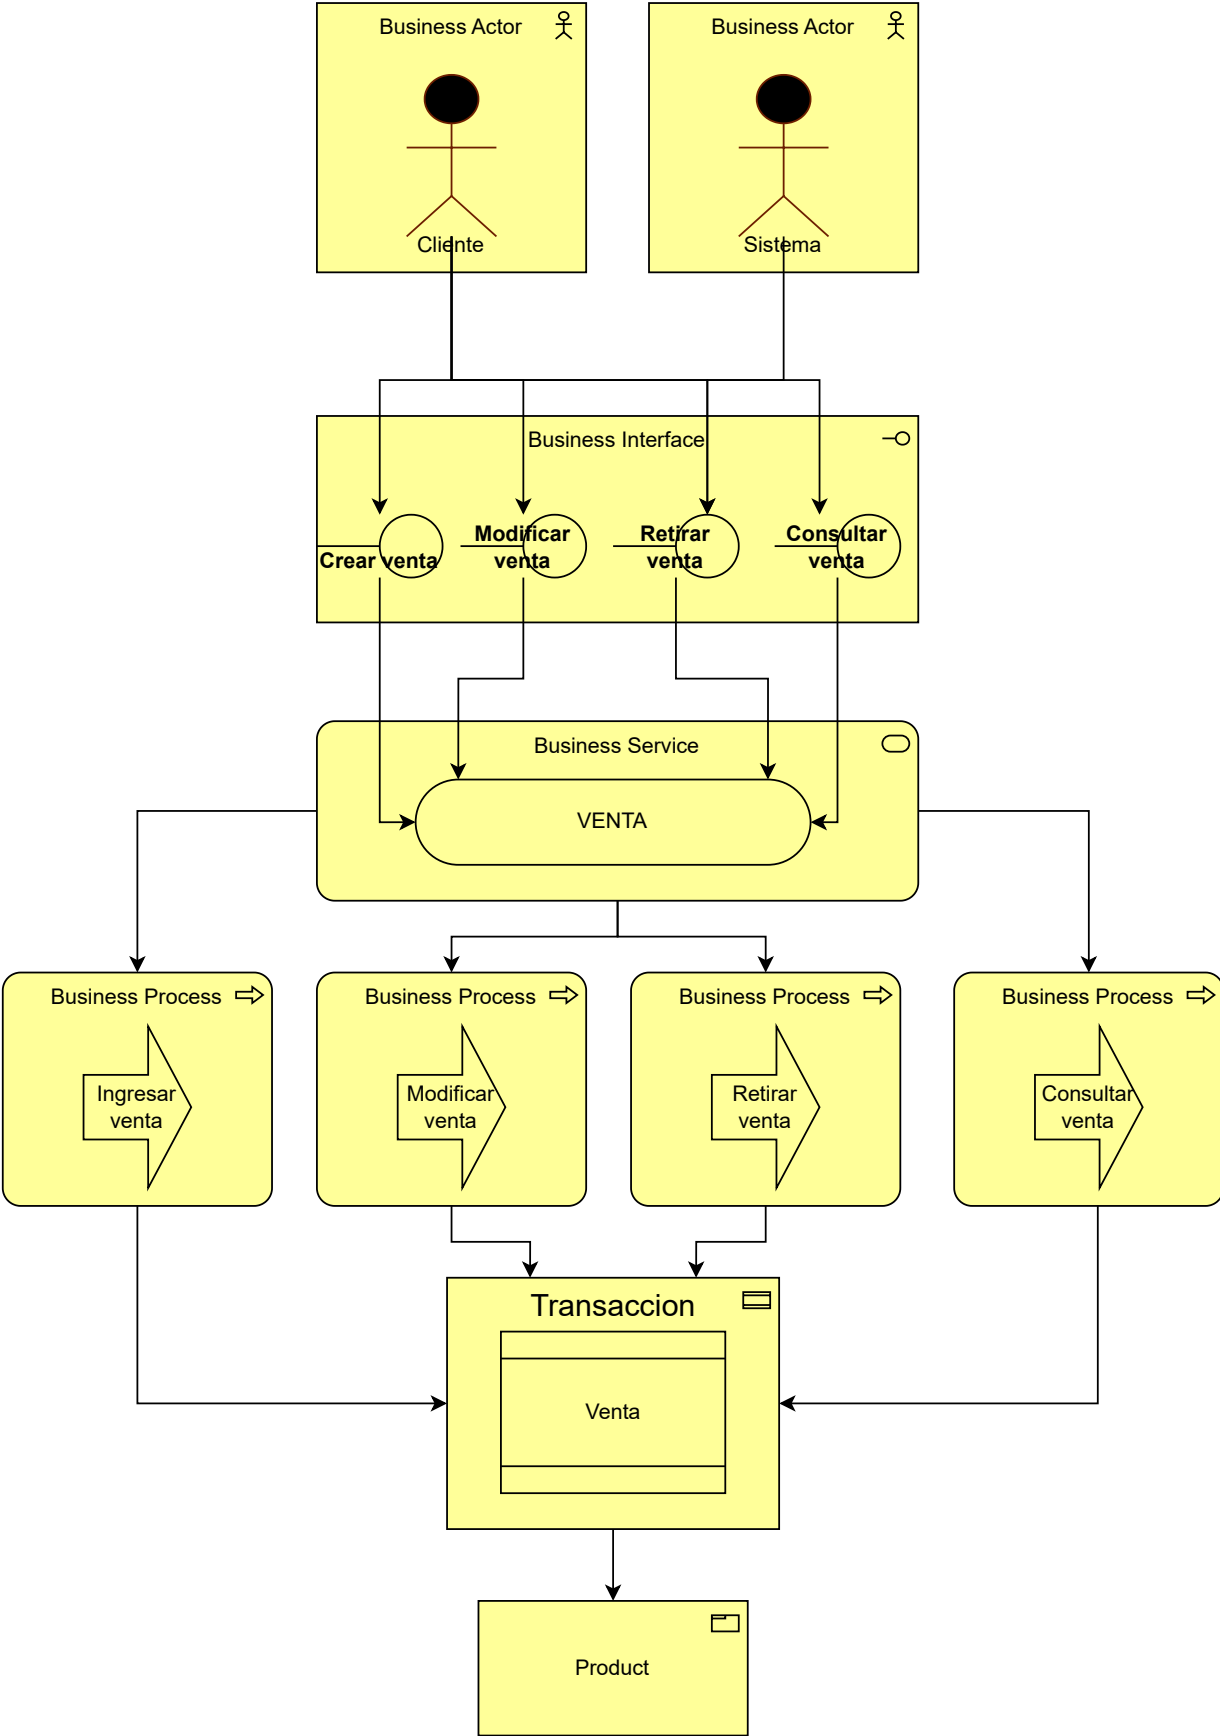 Business Actor
Business Actor
Cliente
Sistema
Business Interface
Crear venta
Modificar
venta
Retirar
venta
Consultar
venta
Business Service
VENTA
Business Process
Business Process
Business Process
Business Process
Ingresar
venta
Modificar
venta
Retirar
venta
Consultar
venta
Transaccion
Venta
Product